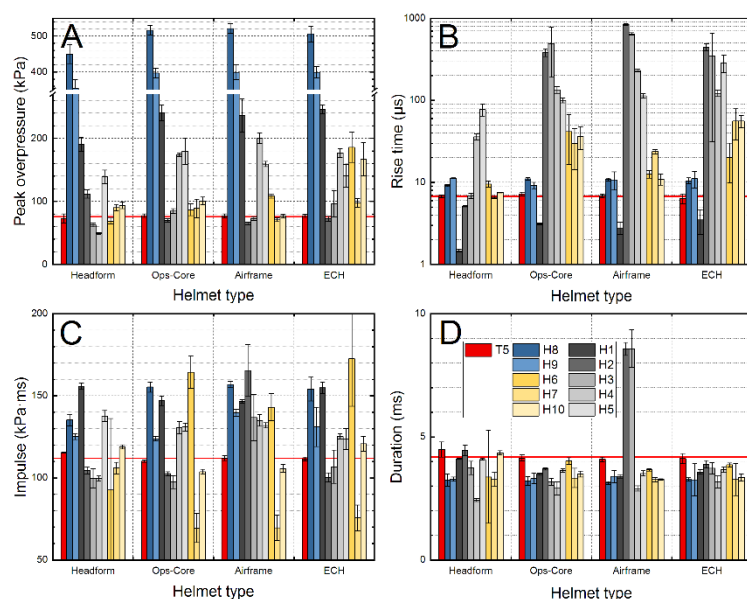 A
Peak overpressure (kPa)
500
400
200
100
0
Headform Ops-Core Airframe ECH
Helmet type
B
Rise time (µs)
1000
100
10
1
Headform Ops-Core Airframe ECH
Helmet type
C
Impulse (kPa·ms)
200
150
100
50
Headform Ops-Core Airframe ECH
Helmet type
D
Duration (ms)
10
5
0
T5 H8 H1
H9 H2
H6 H3
H7 H4
H10 H5
Headform Ops-Core Airframe ECH
Helmet type